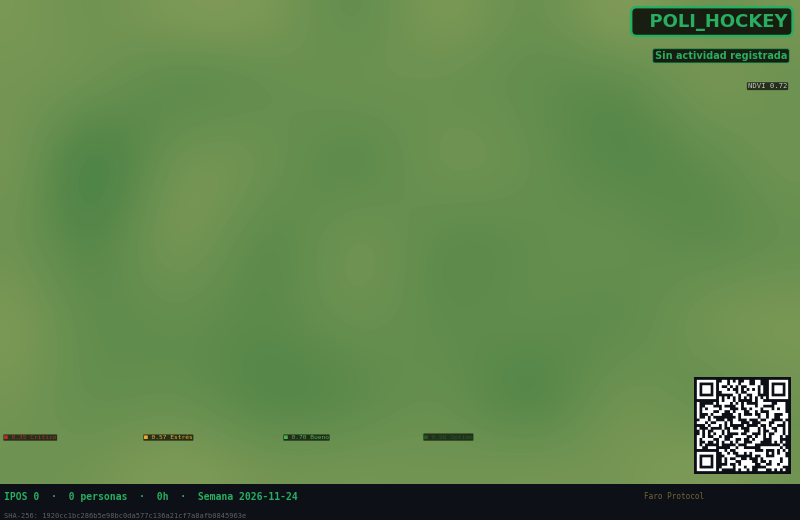 POLI_HOCKEY
Sin actividad registrada
NDVI 0.72
0.57 Estrés
0.70 Bueno
IPOS 0 · 0 personas · 0h · Semana 2026-11-24
Faro Protocol
SHA-256: